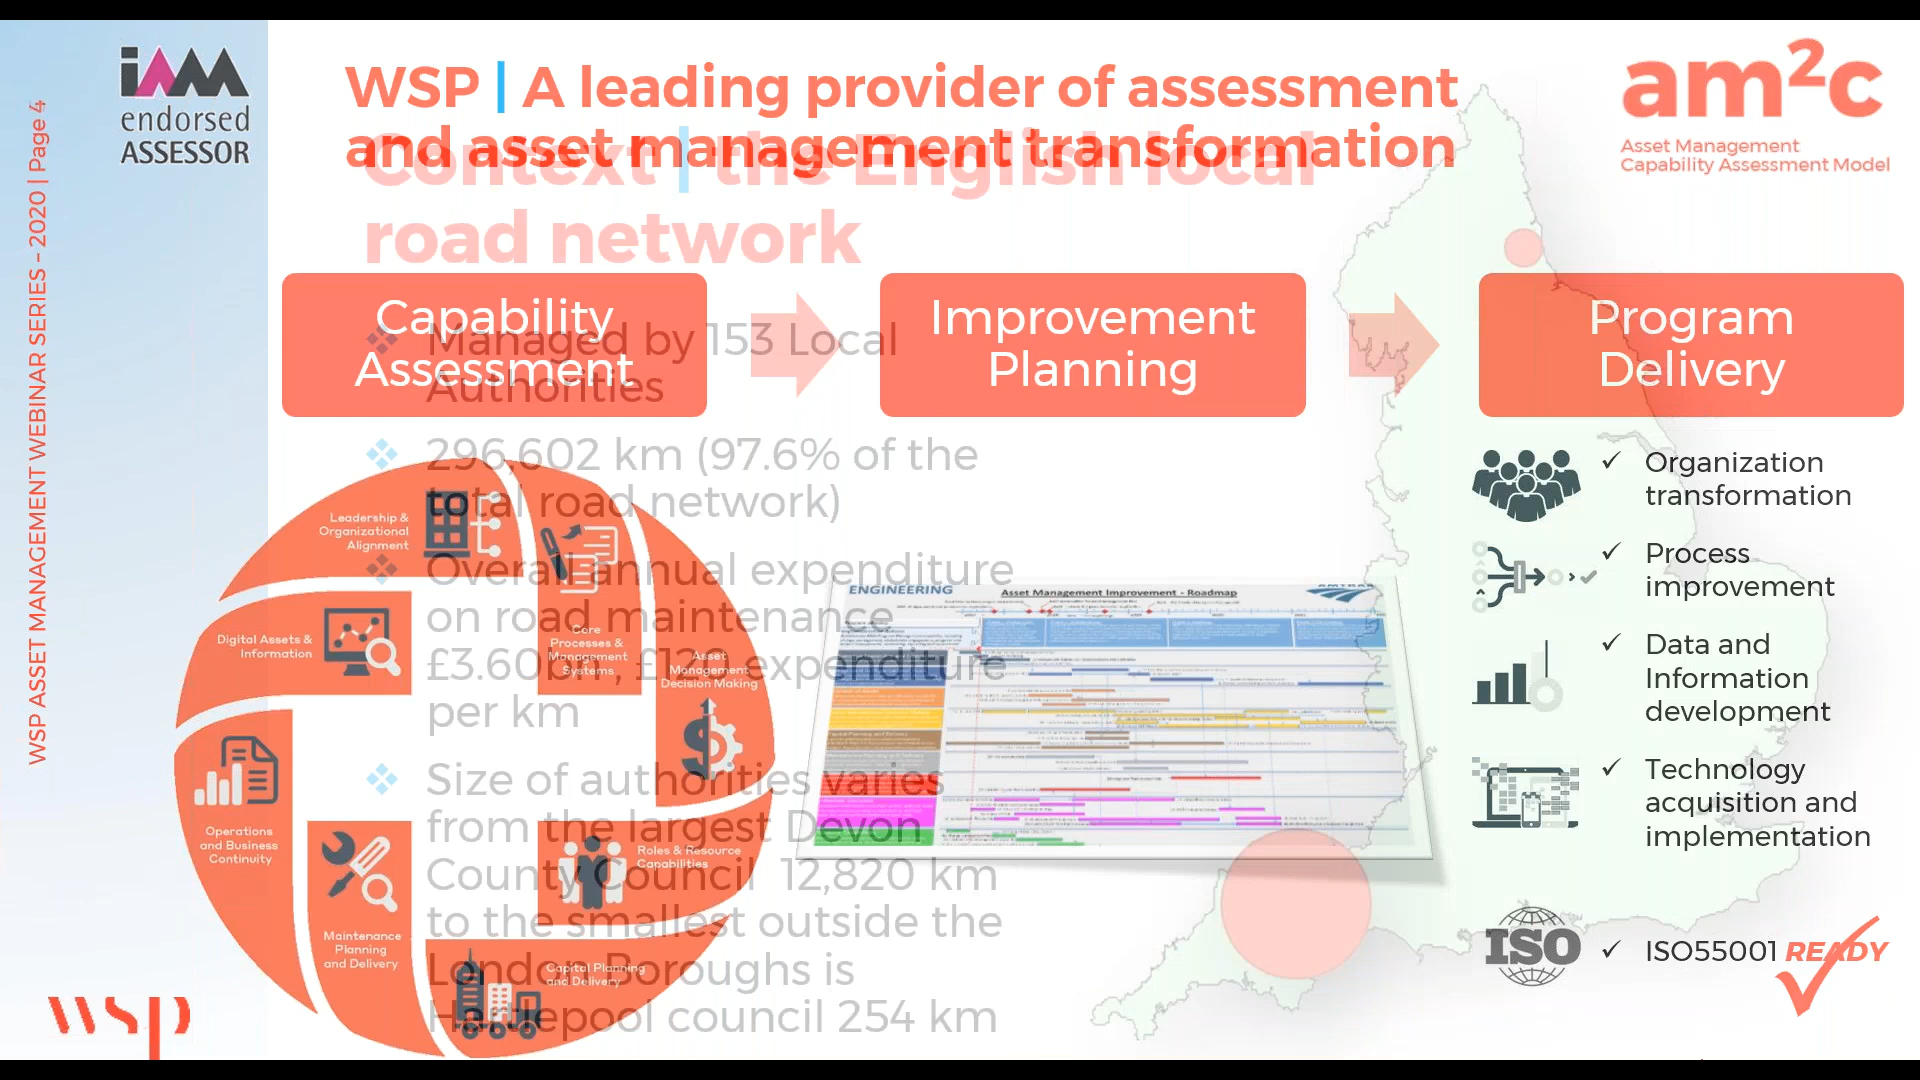 WSP ASSET MANAGEMENT WEBINAR SERIES – 2020 | Page 4
iAM
endorsed
ASSESSOR
WSP | A leading provider of assessment
and asset management transformation
am²c
Asset Management
Capability Assessment Model
Context | the English local
road network
Capability
Assessment
Improvement
Planning
Program
Delivery
Managed by 153 Local
Authorities
296,602 km (97.6% of the
total road network)
Overall annual expenditure
on road maintenance
£3.60bn, expenditure
per km
Size of authorities varies
from the largest Devon
County Council 12,820 km
to the smallest outside the
London Boroughs is
Hartlepool council 254 km
Leadership &
Organizational
Alignment
Digital Assets &
Information
Core
Processes &
Management
Systems
Asset
Management
Decision Making
Operations
and Business
Continuity
Roles & Resource
Capabilities
Maintenance
Planning
and Delivery
Capital Planning
and Delivery
ENGINEERING
Asset Management Improvement - Roadmap
AMTRAK
Organization
transformation
Process
improvement
Data and
Information
development
Technology
acquisition and
implementation
ISO
ISO55001 READY
wsp